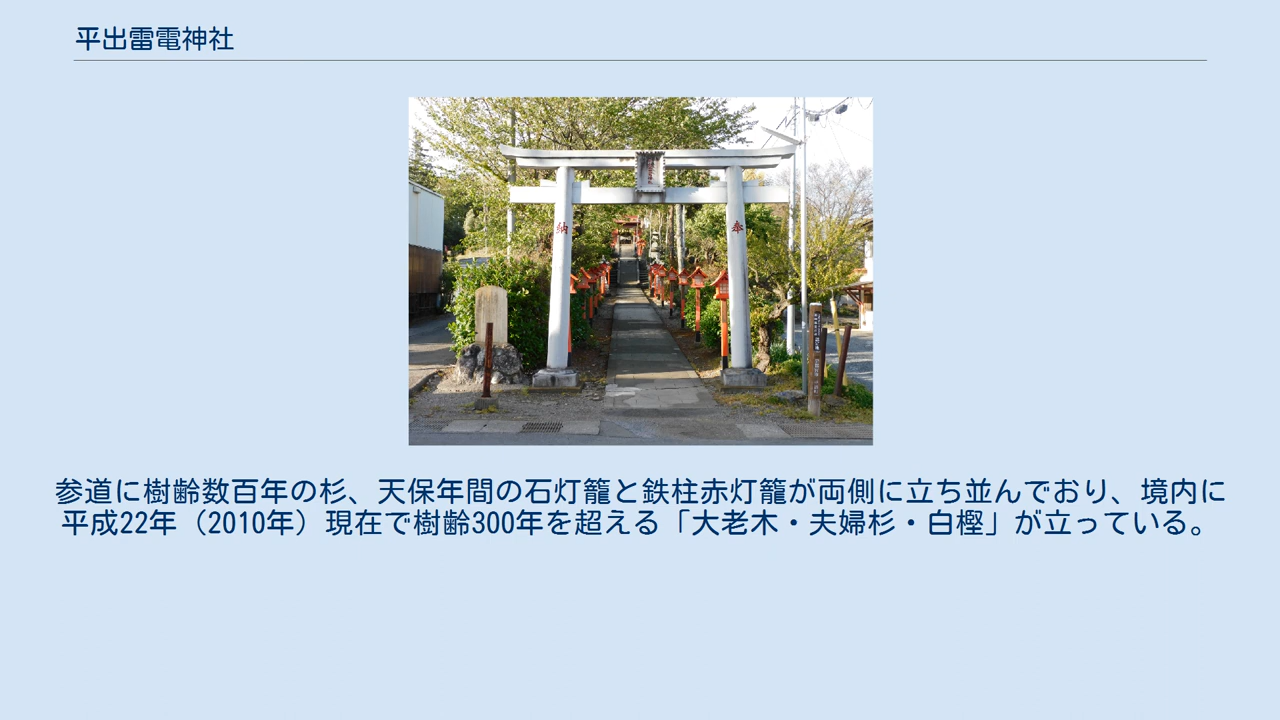 平出雷電神社
納
奉
参道に樹齢数百年の杉、天保年間の石灯籠と鉄柱赤灯籠が両側に立ち並んでおり、境内に
平成22年（2010年）現在で樹齢300年を超える「大老木・夫婦杉・白樫」が立っている。